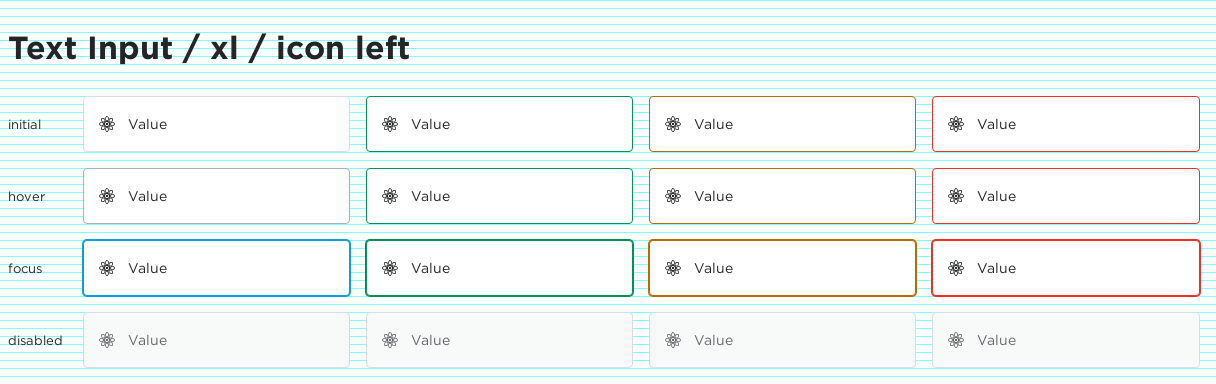 Text Input / xl / icon left
initial Value Value Value Value
hover Value Value Value Value
focus Value Value Value Value
disabled Value Value Value Value